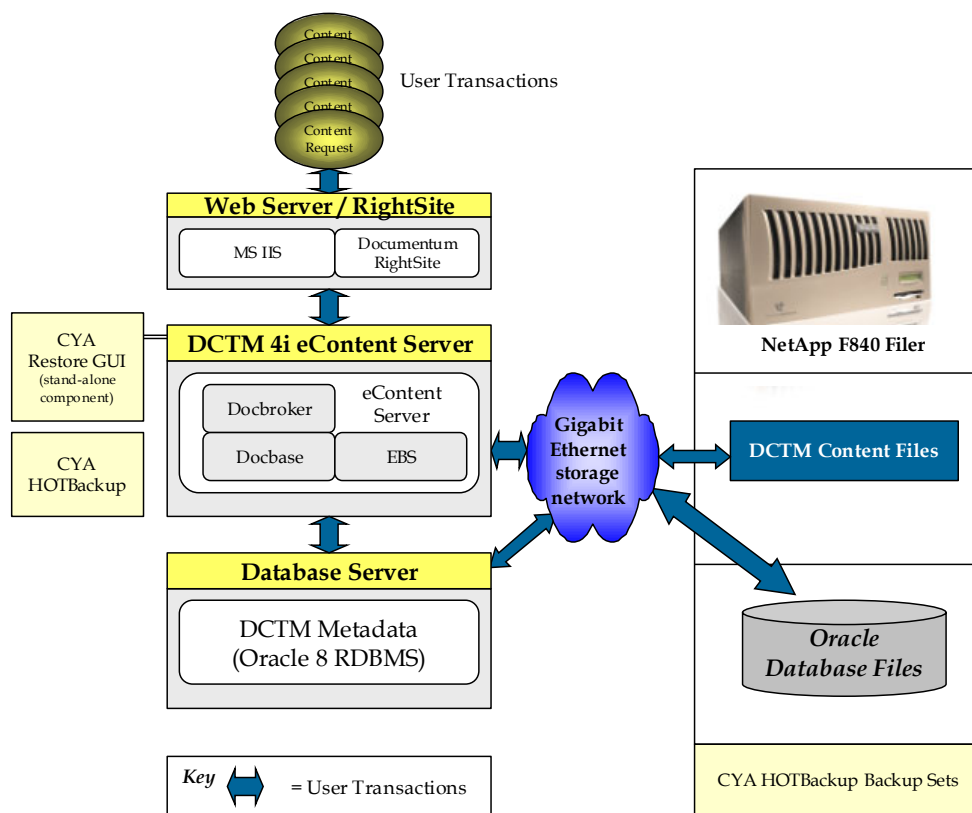 Content
Content
Content
Content
Content
Request
User Transactions
Web Server / RightSite
MS IIS
Documentum
RightSite
CYA
Restore GUI
(stand-alone
component)
CYA
HOTBackup
DCTM 4i eContent Server
Docbroker
eContent
Server
Docbase
EBS
Gigabit
Ethernet
storage
network
Database Server
DCTM Metadata
(Oracle 8 RDBMS)
NetApp F840 Filer
DCTM Content Files
Oracle
Database Files
CYA HOTBackup Backup Sets
Key
= User Transactions